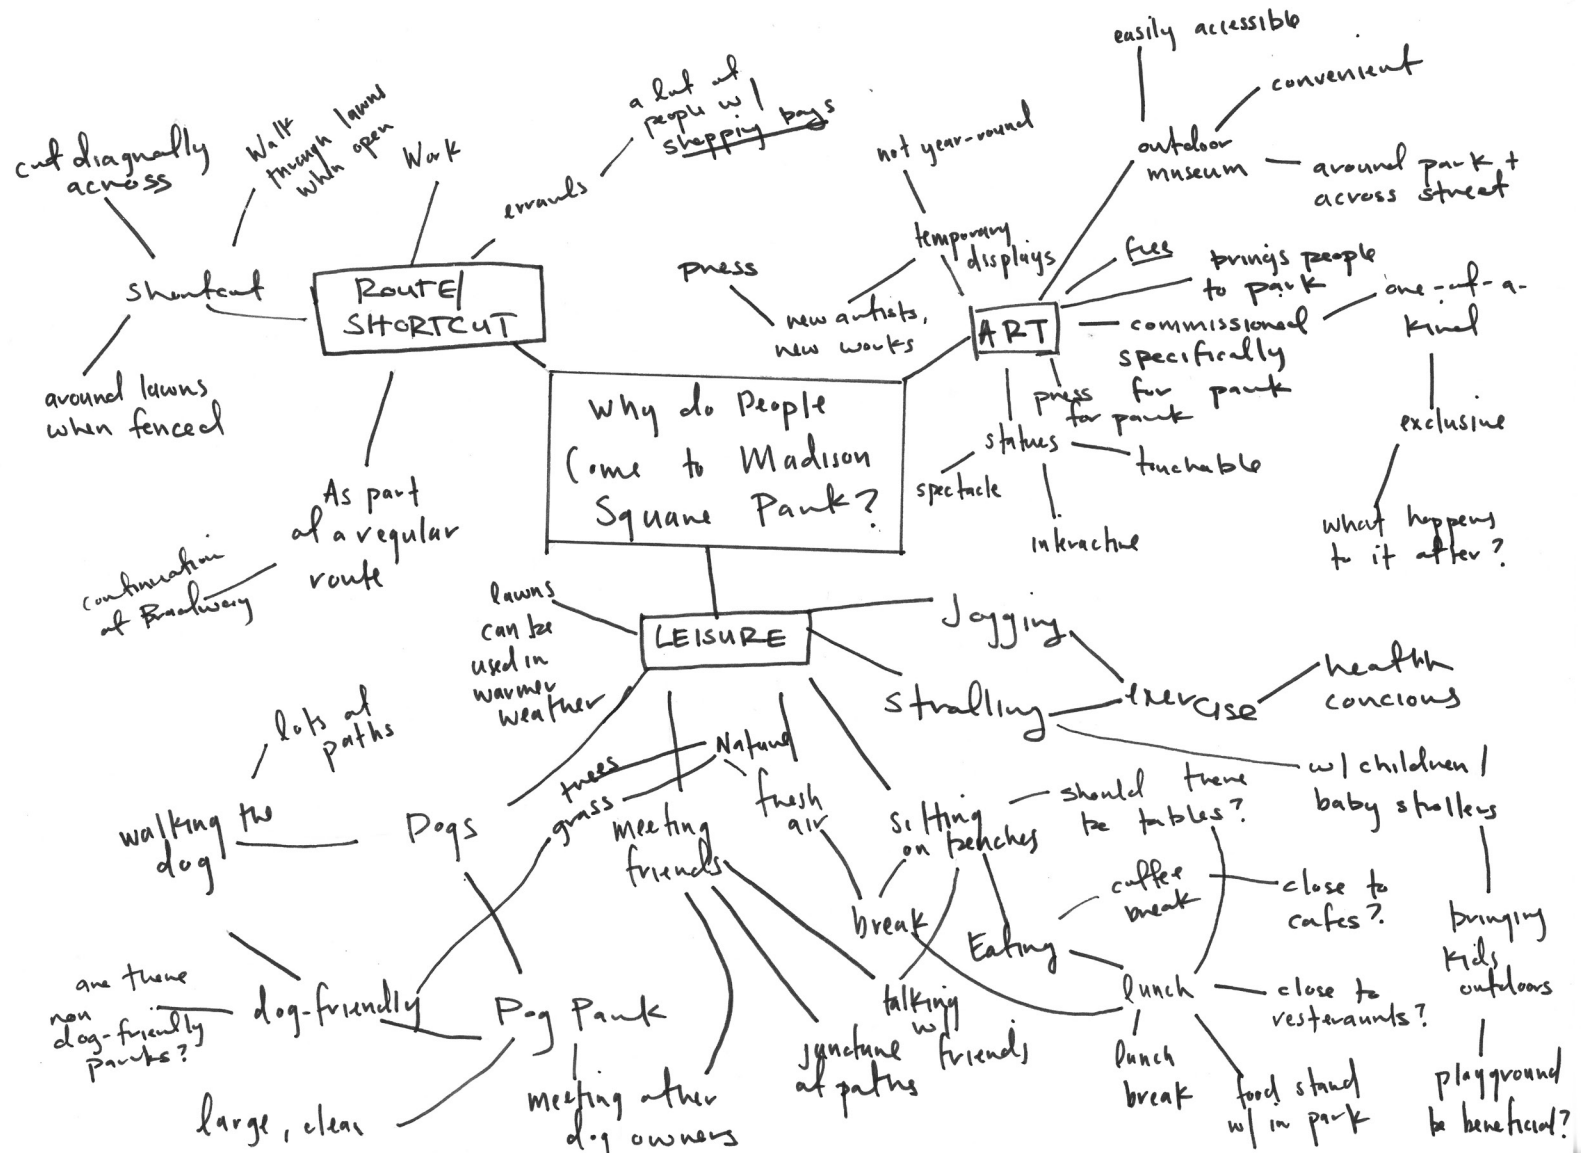 easily accessible
convenient
outdoor
museum
around park +
across street
not year-round
temporary
displays
free
brings people
to park
one-of-a-
kind
exclusive
what happens
to it after?
ART
commissioned
specifically
for park
press
for park
statues
spectacle
touchable
interactive
press
new artists,
new works
a lot of
people w/
shopping bags
errands
Work
Walk
through lawns
when open
cut diagnally
across
shortcut
around lawns
when fenced
ROUTE/
SHORTCUT
As part
of a regular
route
continuation
of Broadway
Why do People
Come to Madison
Square Park?
LEISURE
lawns
can be
used in
warmer
weather
Jogging
strolling
exercise
health
concious
w/ children/
baby strollers
bringing
kids
outdoors
playground
be beneficial?
Nature
trees
grass
fresh
air
meeting
friends
sitting
on benches
should there
be tables?
break
Eating
coffee
break
close to
cafes?
lunch
close to
resteraunts?
lunch
break
food stand
w/in park
talking
w/
friends
juncture
of paths
lots of
paths
walking the
dog
Dogs
dog-friendly
are there
non
dog-friendly
parks?
Dog Park
large, clean
meeting other
dog owners